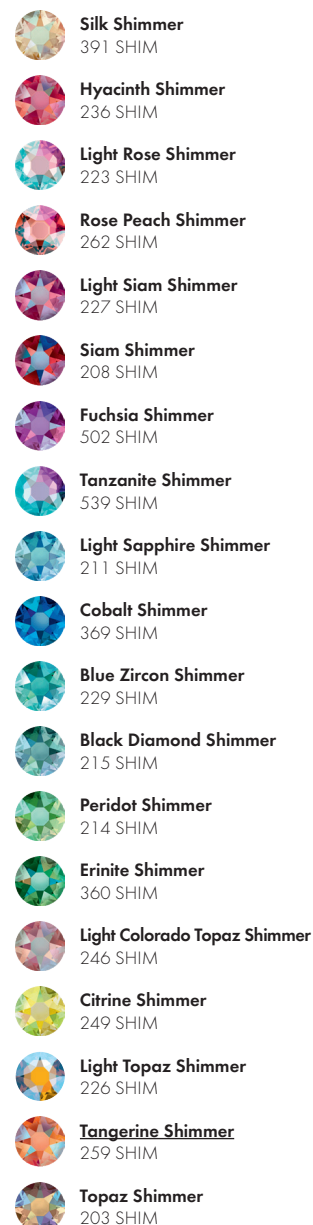 Silk Shimmer
391 SHIM
Hyacinth Shimmer
236 SHIM
Light Rose Shimmer
223 SHIM
Rose Peach Shimmer
262 SHIM
Light Siam Shimmer
227 SHIM
Siam Shimmer
208 SHIM
Fuchsia Shimmer
502 SHIM
Tanzanite Shimmer
539 SHIM
Light Sapphire Shimmer
211 SHIM
Cobalt Shimmer
369 SHIM
Blue Zircon Shimmer
229 SHIM
Black Diamond Shimmer
215 SHIM
Peridot Shimmer
214 SHIM
Erinite Shimmer
360 SHIM
Light Colorado Topaz Shimmer
246 SHIM
Citrine Shimmer
249 SHIM
Light Topaz Shimmer
226 SHIM
Tangerine Shimmer
259 SHIM
Topaz Shimmer
203 SHIM